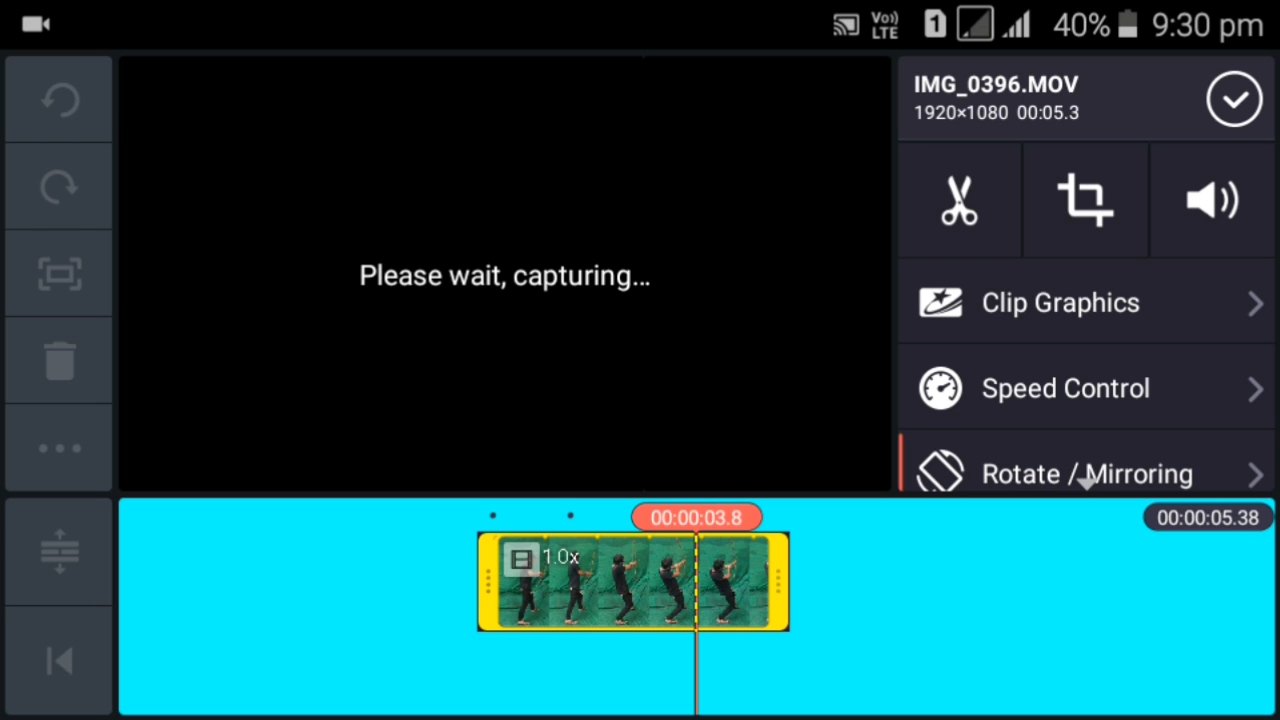 Vo))
LTE
1
40%
9:30 pm
IMG_0396.MOV
1920×1080 00:05.3
Please wait, capturing...
Clip Graphics
Speed Control
Rotate / Mirroring
00:00:03.8
00:00:05.38
1.0x